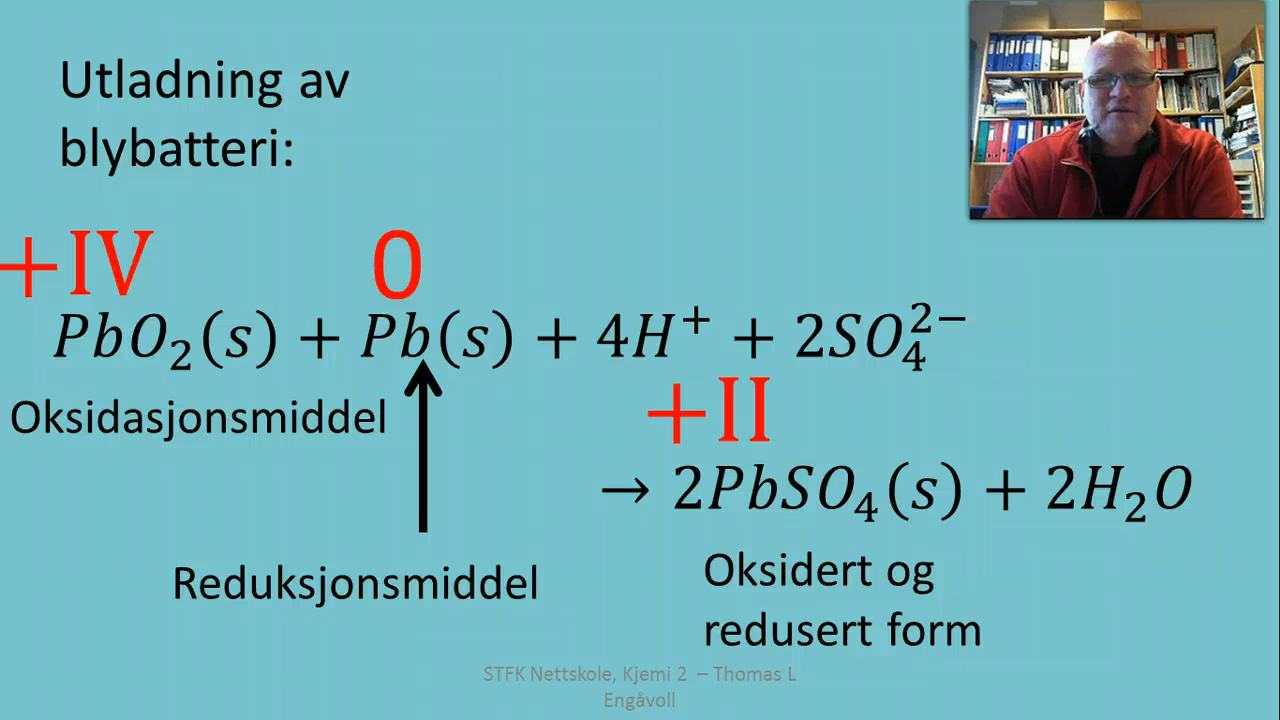 Utladning av
blybatteri:
+IV 0
PbO₂(s) + Pb(s) + 4H⁺ + 2SO₄²⁻
Oksidasjonsmiddel
+II
→ 2PbSO₄(s) + 2H₂O
Reduksjonsmiddel
Oksidert og
redusert form
STFK Nettskole, Kjemi 2 – Thomas L
Engåvoll